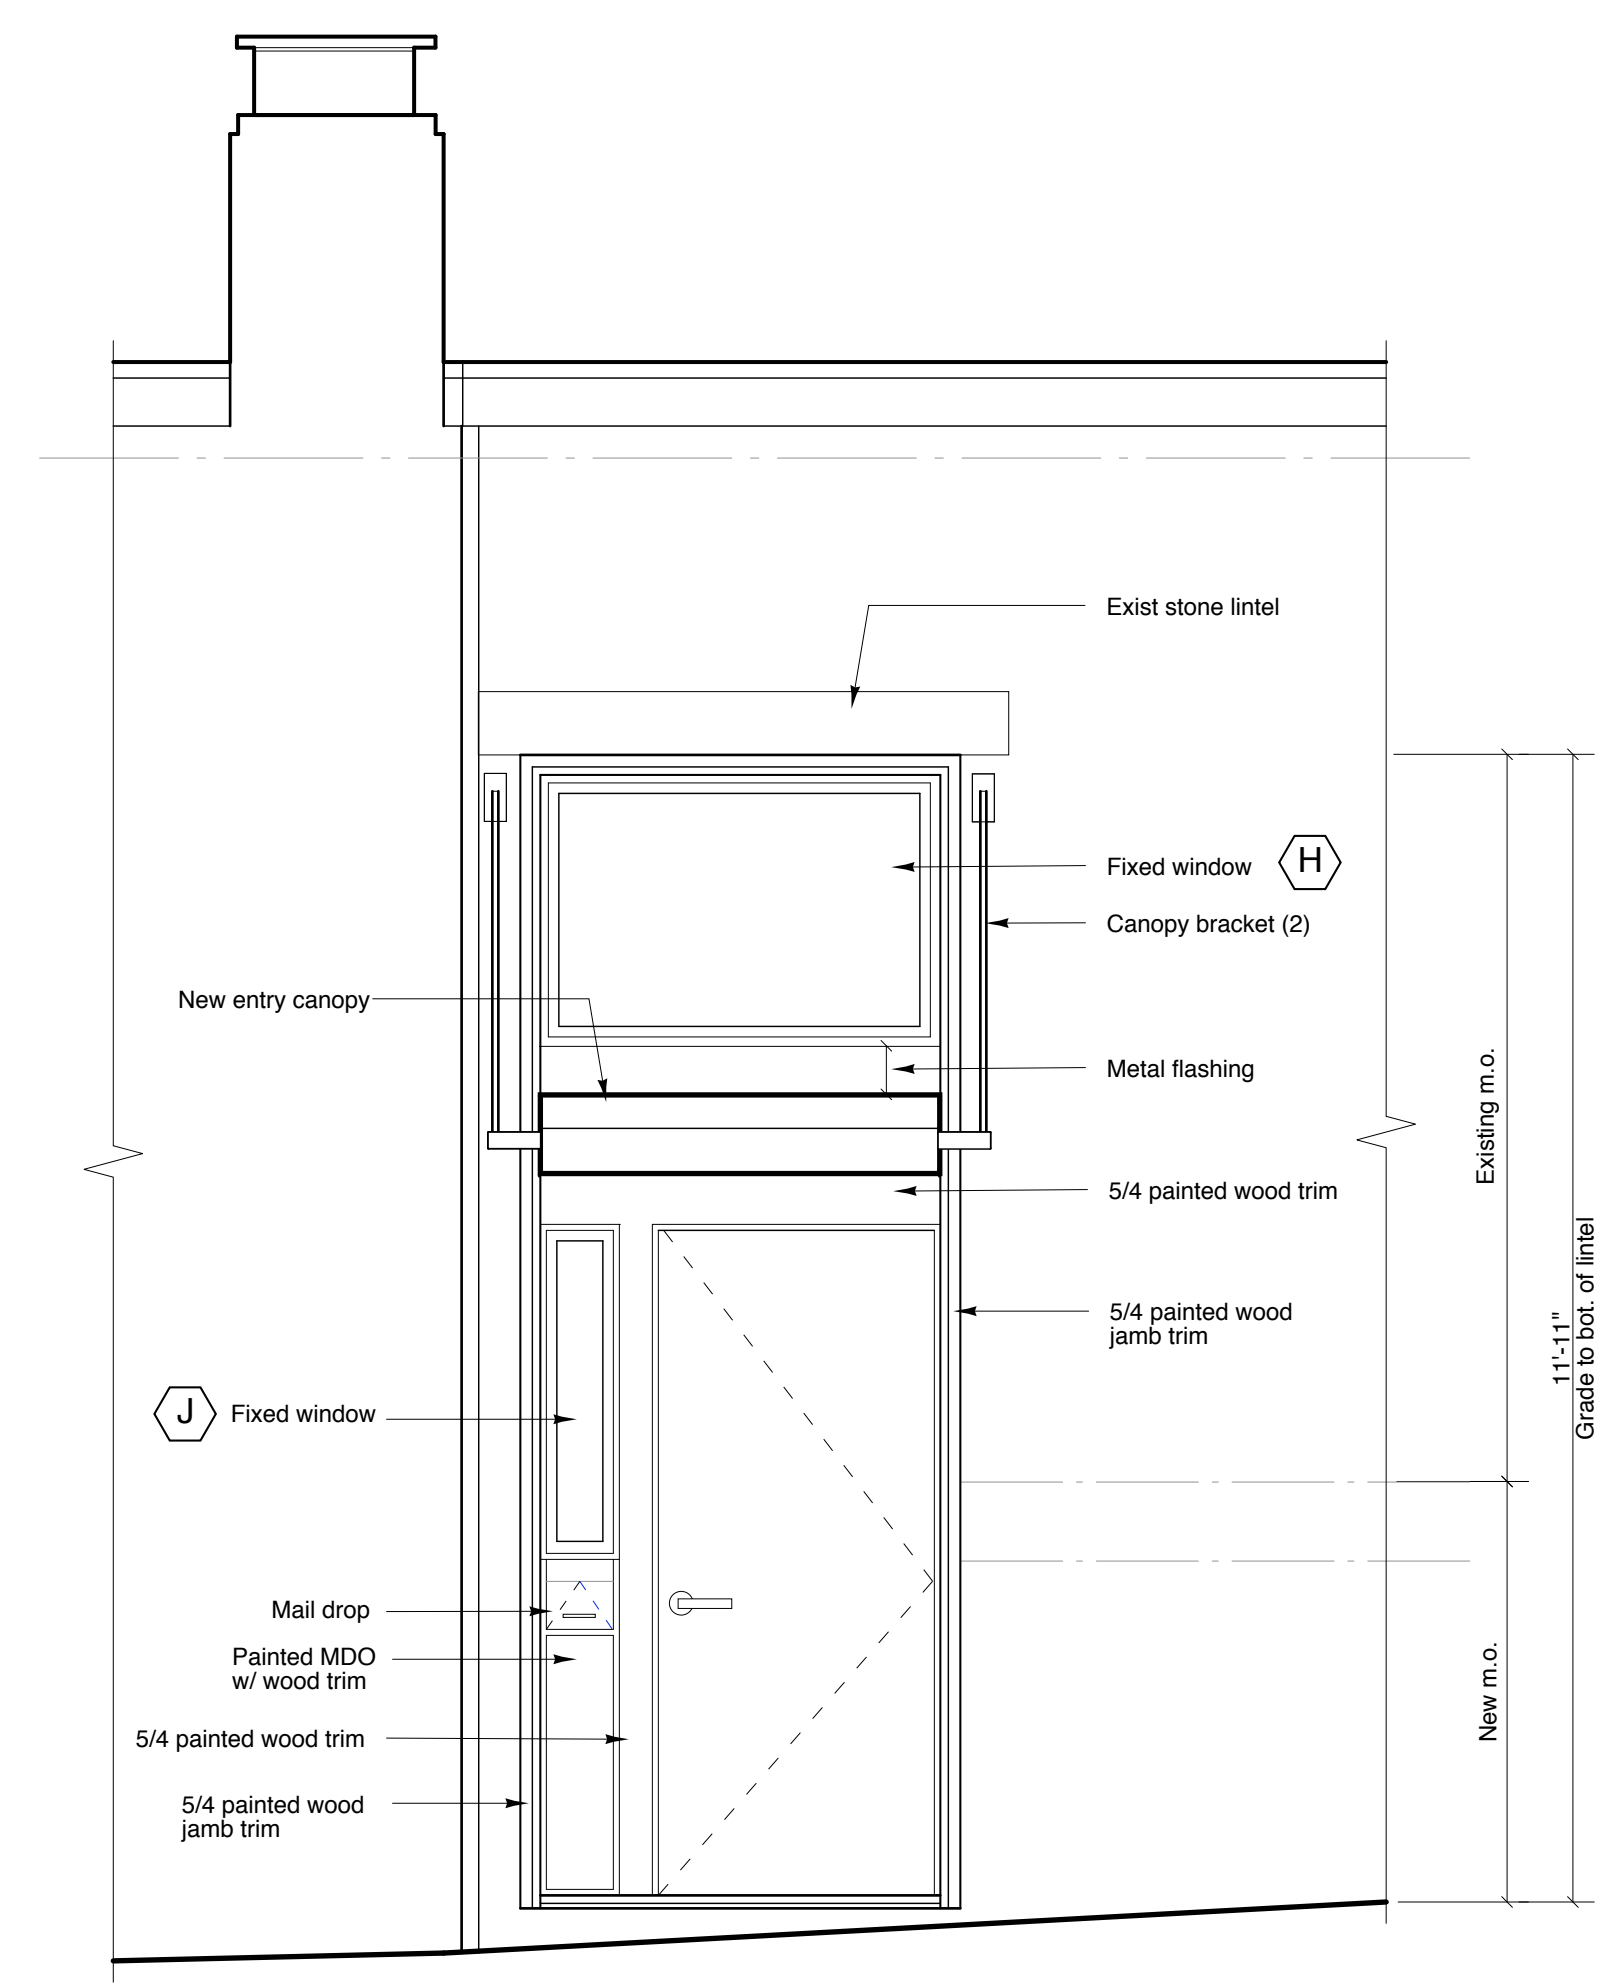 Exist stone lintel
Fixed window
H
Canopy bracket (2)
New entry canopy
Metal flashing
5/4 painted wood trim
5/4 painted wood
jamb trim
J
Fixed window
Mail drop
Painted MDO
w/ wood trim
5/4 painted wood trim
5/4 painted wood
jamb trim
Existing m.o.
New m.o.
11'-11"
Grade to bot. of lintel